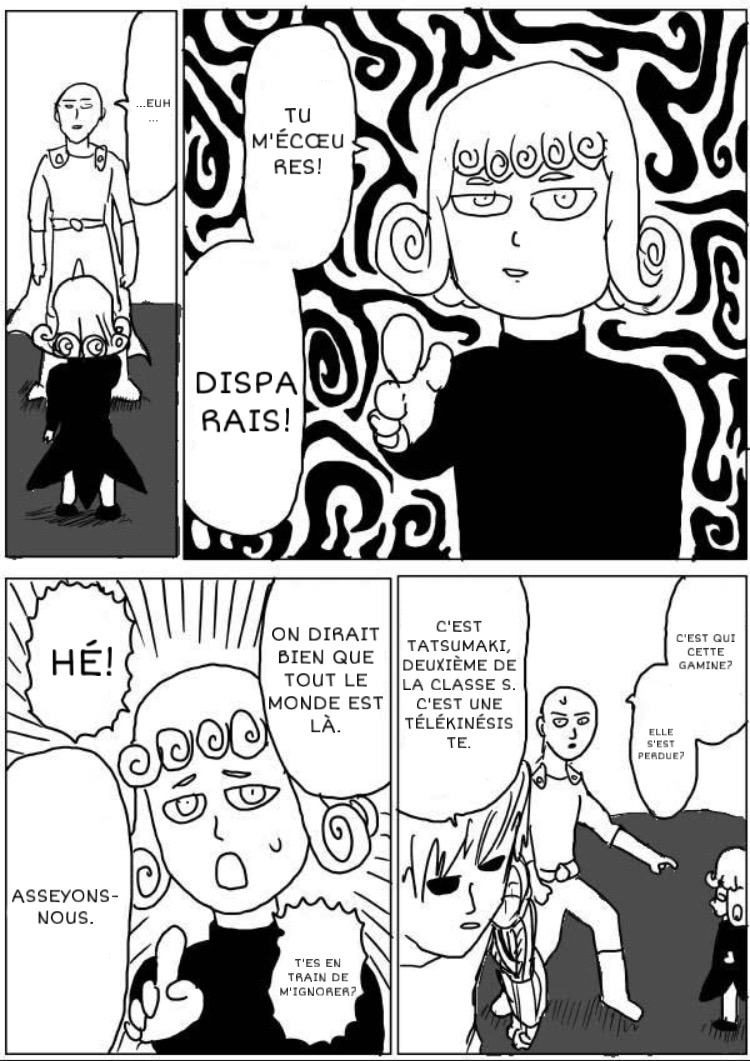 TU
M'ÉCŒU
RES!
DISPA
RAIS!
...EUH
...
C'EST QUI
CETTE
GAMINE?
ELLE
S'EST
PERDUE?
C'EST
TATSUMAKI,
DEUXIÈME DE
LA CLASSE S.
C'EST UNE
TÉLÉKINÉSIS
TE.
ON DIRAIT
BIEN QUE
TOUT LE
MONDE EST
LÀ.
HÉ!
ASSEYONS-
NOUS.
T'ES EN
TRAIN DE
M'IGNORER?